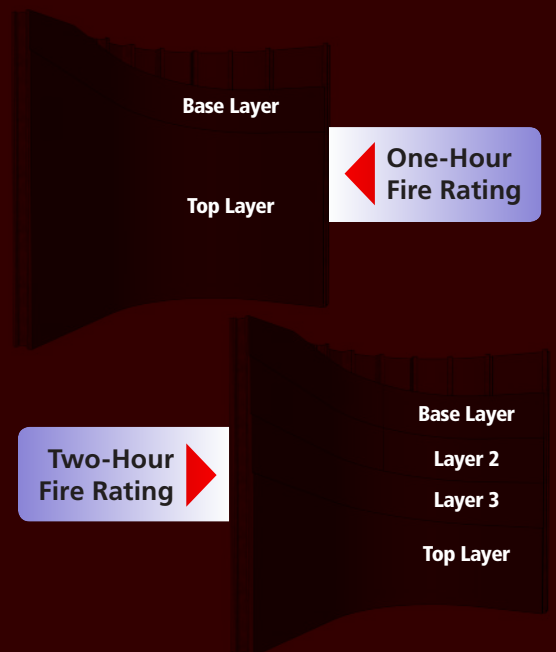 Base Layer
One-Hour
Fire Rating
Top Layer
Base Layer
Two-Hour
Fire Rating
Layer 2
Layer 3
Top Layer